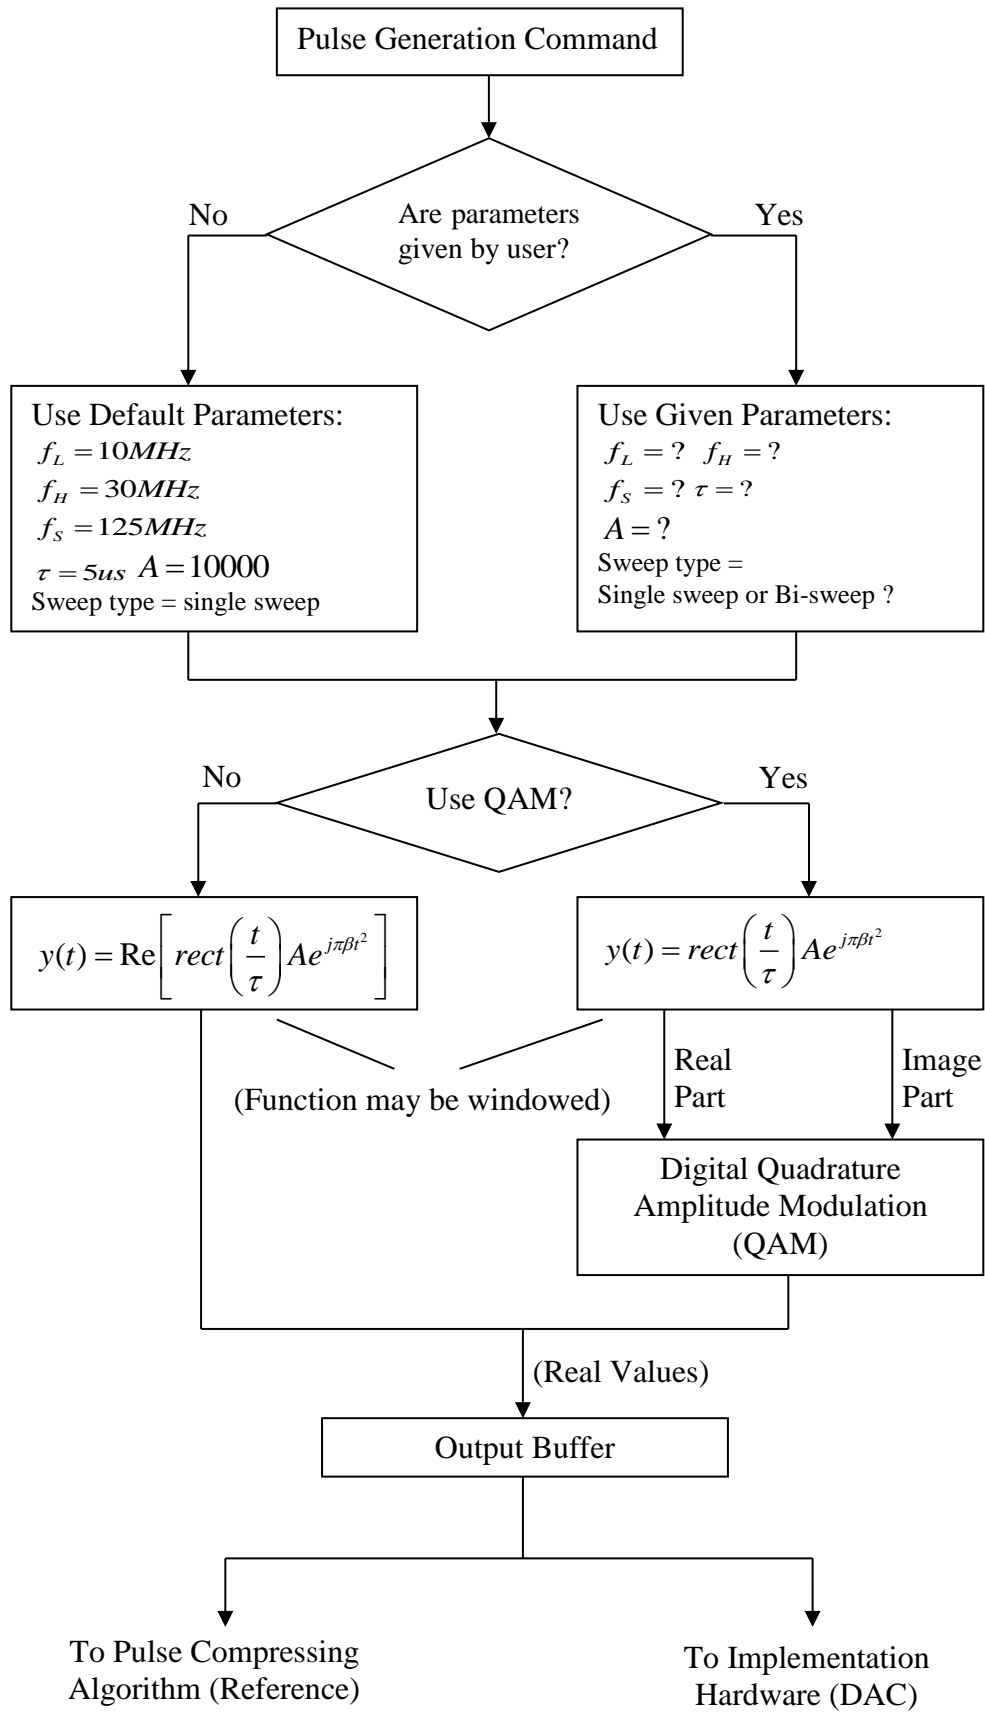 Pulse Generation Command
Are parameters
given by user?
No
Yes
Use Default Parameters:
f_L = 10MHz
f_H = 30MHz
f_S = 125MHz
τ = 5us A = 10000
Sweep type = single sweep
Use Given Parameters:
f_L = ? f_H = ?
f_S = ? τ = ?
A = ?
Sweep type =
Single sweep or Bi-sweep ?
Use QAM?
No
Yes
y(t) = Re[rect(t/τ) Ae^{jπβt²}]
y(t) = rect(t/τ) Ae^{jπβt²}
(Function may be windowed)
Real
Part
Image
Part
Digital Quadrature
Amplitude Modulation
(QAM)
(Real Values)
Output Buffer
To Pulse Compressing
Algorithm (Reference)
To Implementation
Hardware (DAC)